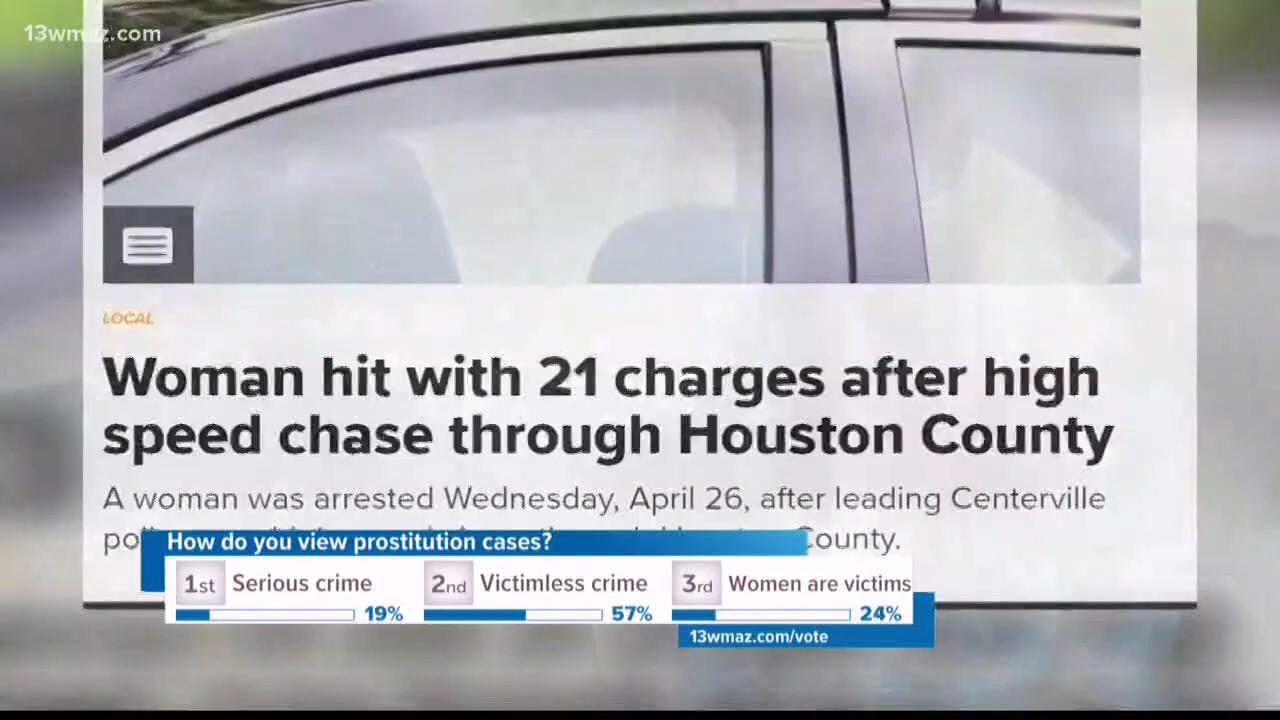 13wmaz.com
LOCAL
Woman hit with 21 charges after high
speed chase through Houston County
A woman was arrested Wednesday, April 26, after leading Centerville
County.
How do you view prostitution cases?
1st Serious crime 2nd Victimless crime 3rd Women are victims
19% 57% 24%
13wmaz.com/vote